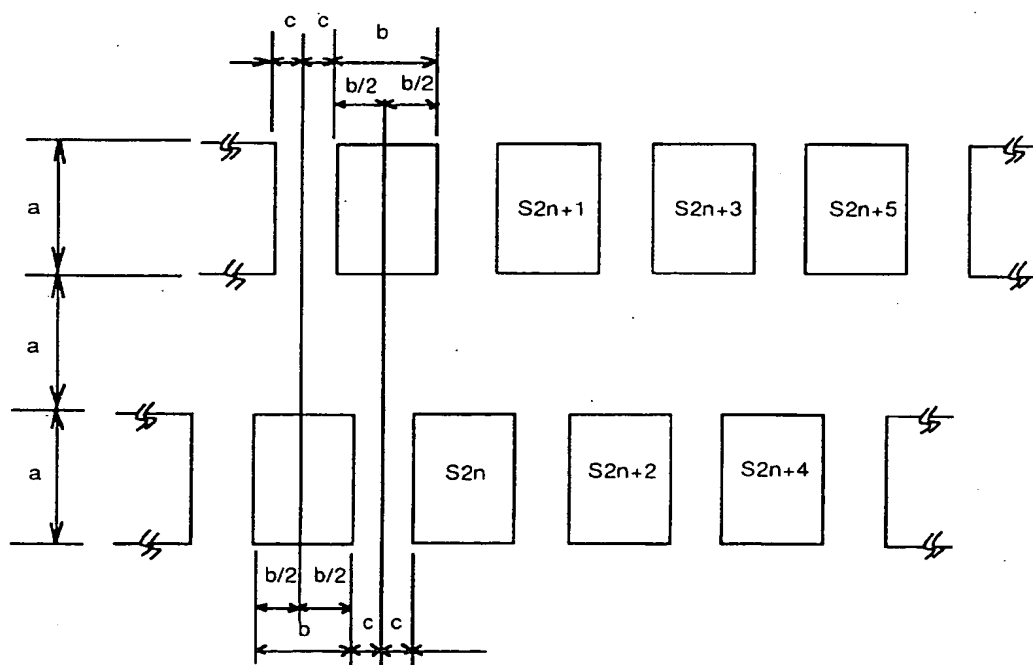 c c b
b/2 b/2
a
S2n+1 S2n+3 S2n+5
a
a
S2n S2n+2 S2n+4
b/2 b/2
b c c